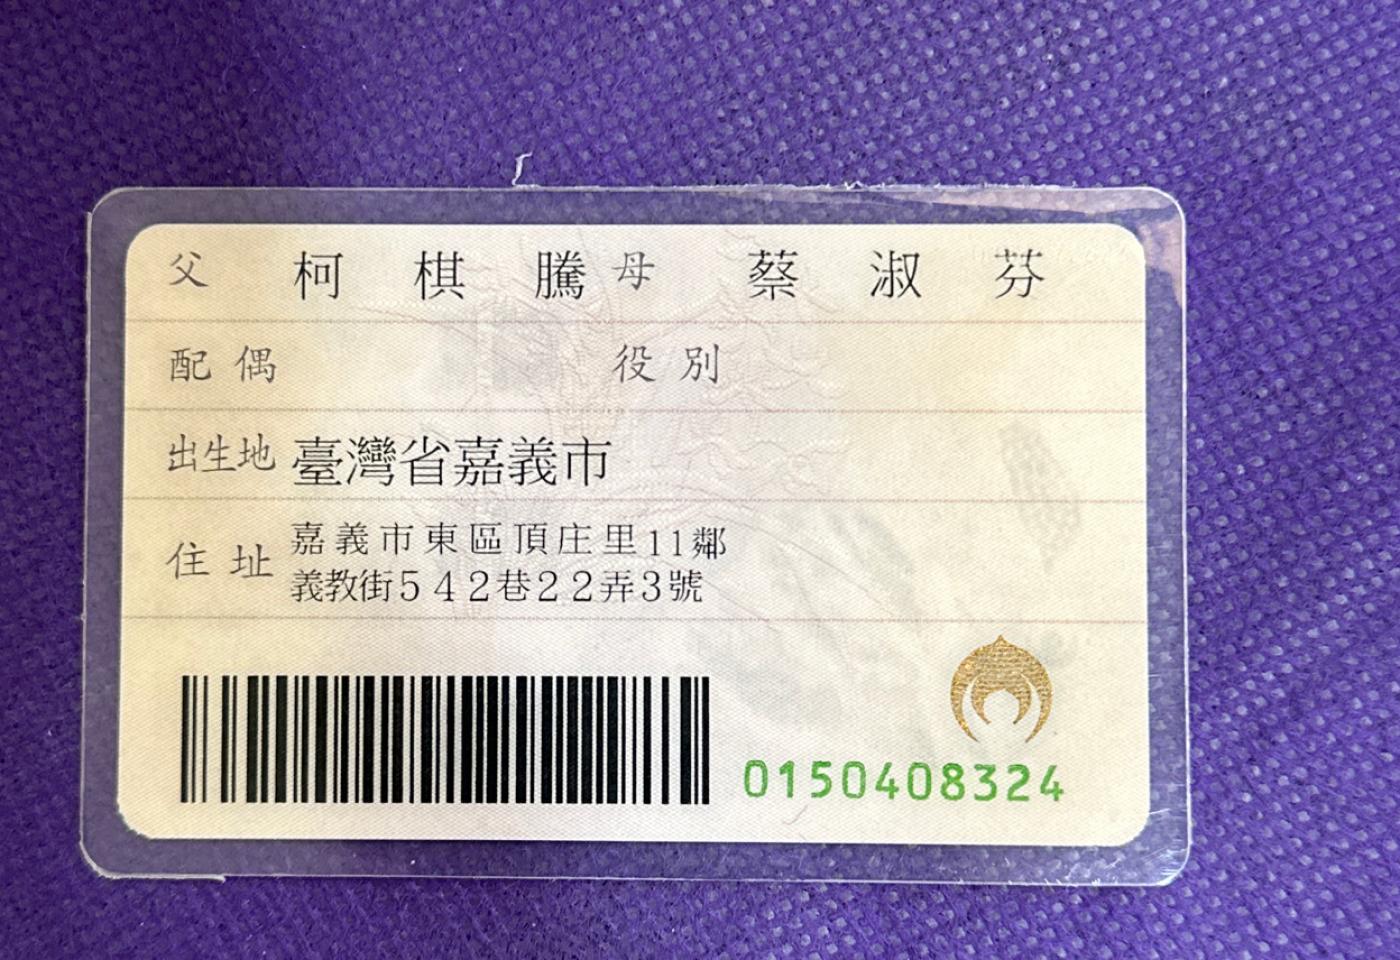 父 柯棋騰 母 蔡淑芬
配偶 役別
出生地 臺灣省嘉義市
住址 嘉義市東區頂庄里11鄰
義教街542巷22弄3號
0150408324